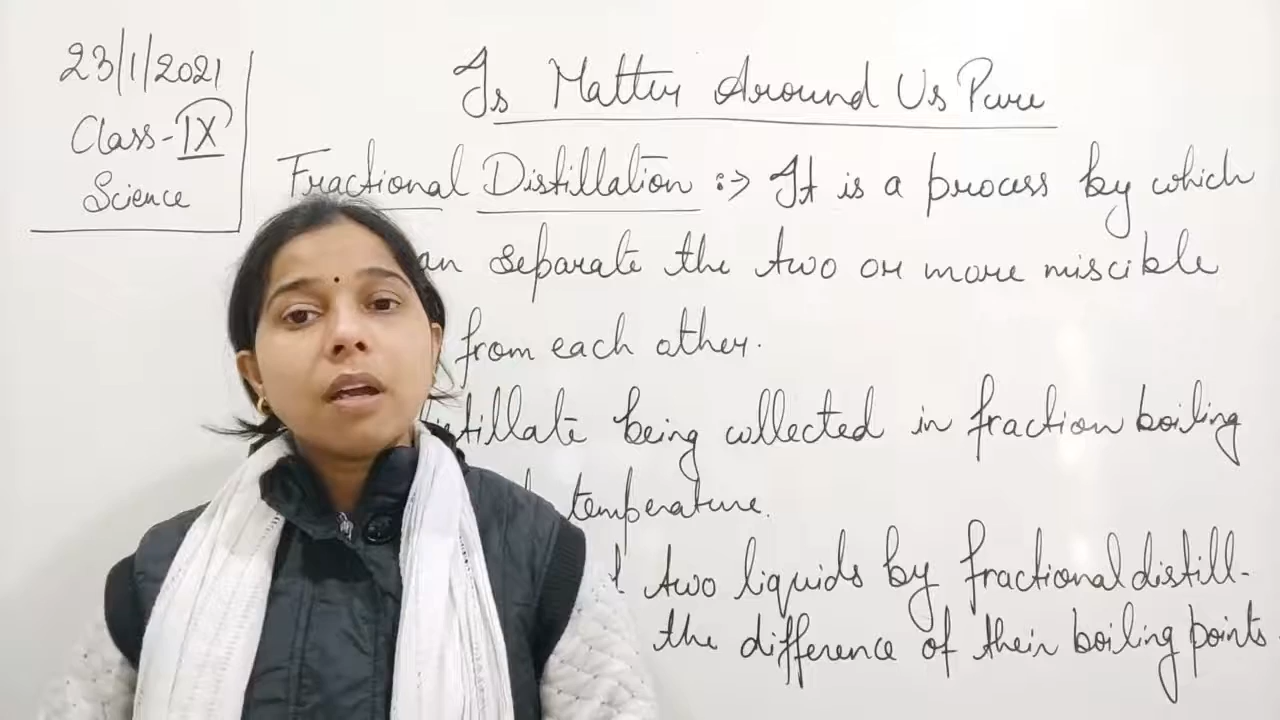 23/1/2021
Class-IX
Science
Is Matter Around Us Pure
Fractional Distillation :-> It is a process by which
an separate the two or more miscible
from each other.
tillate being collected in fraction boiling
temperature.
two liquids by fractional distill-
the difference of their boiling points